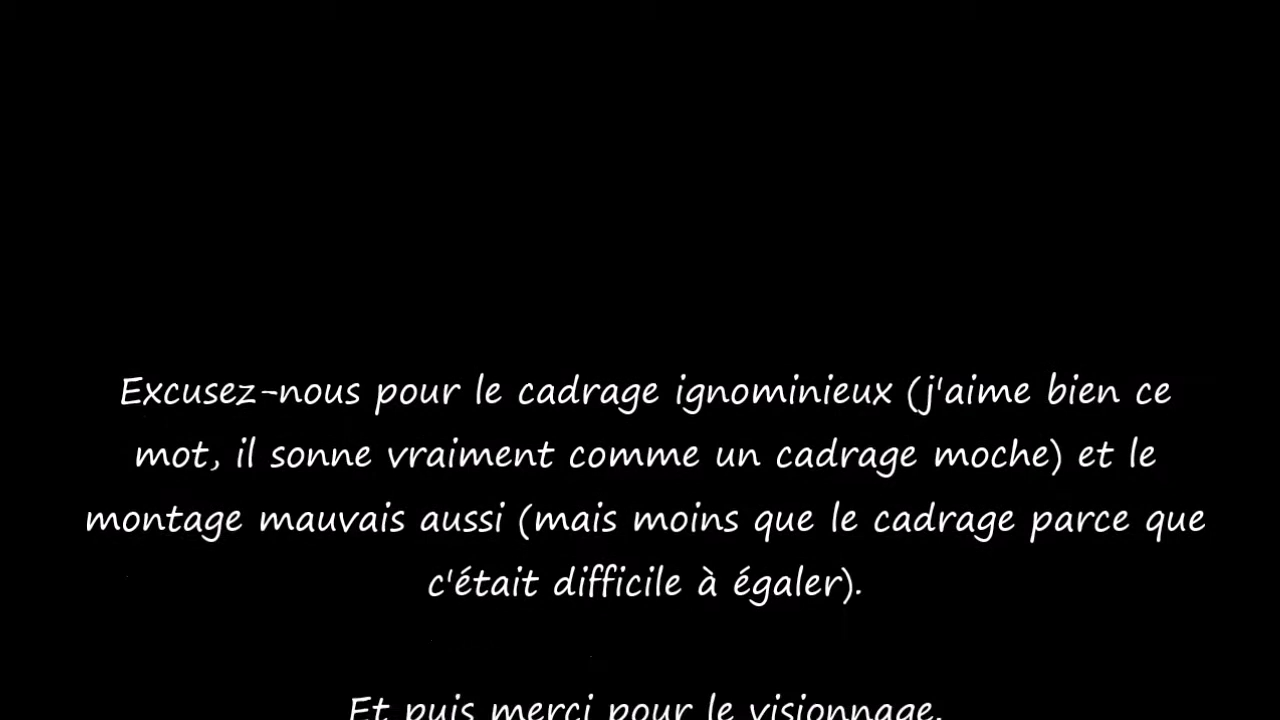 Excusez-nous pour le cadrage ignominieux (j'aime bien ce
mot, il sonne vraiment comme un cadrage moche) et le
montage mauvais aussi (mais moins que le cadrage parce que
c'était difficile à égaler).
Et puis merci pour le visionnage.